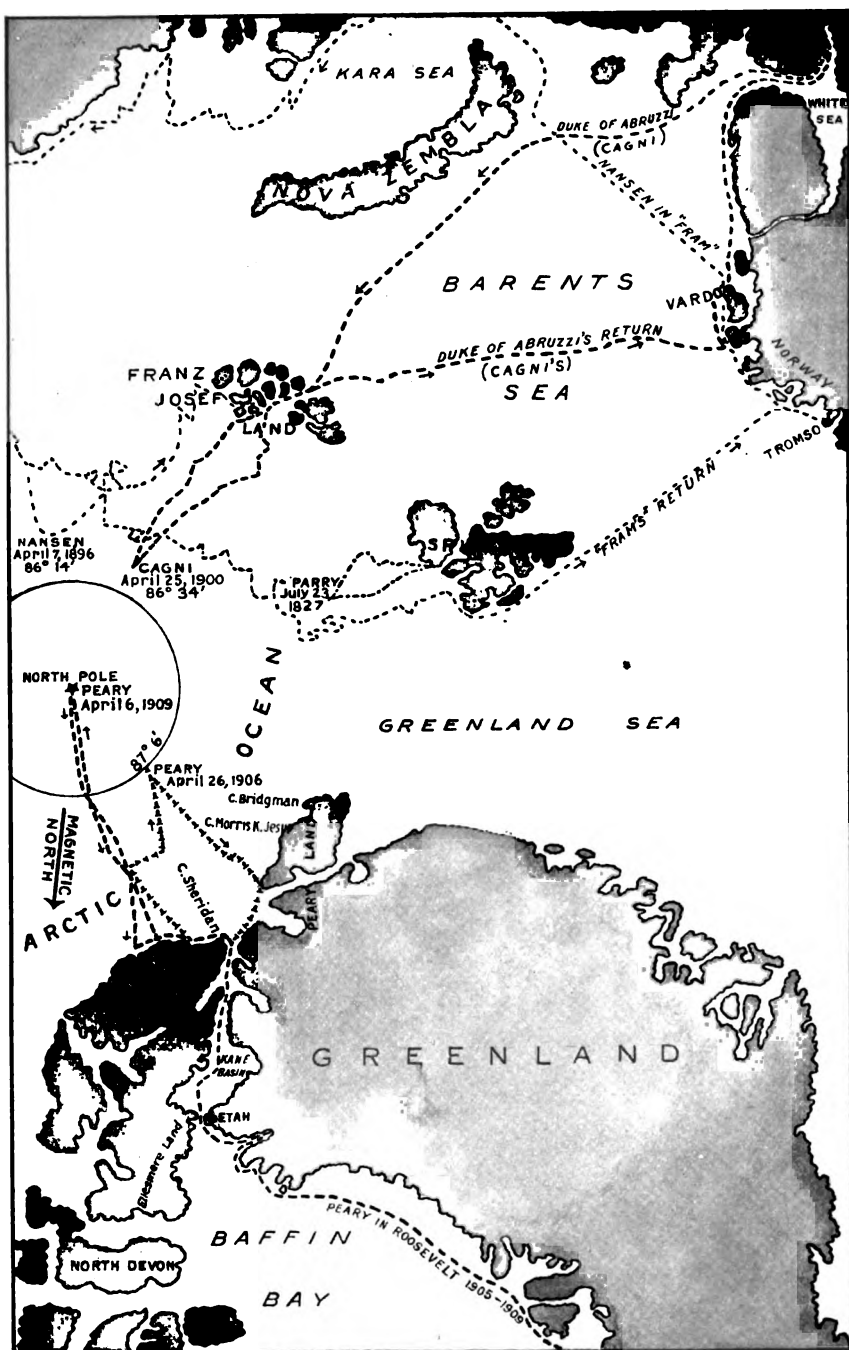 KARA SEA
WHITE
SEA
DUKE OF ABRUZZI
(CAGNI)
NOVA ZEMBLA
NANSEN IN "FRAM"
BARENTS
VARDO
DUKE OF ABRUZZI'S RETURN
(CAGNI'S)
SEA
NORWAY
FRANZ
JOSEF
LAND
TROMSO
"FRAM'S" RETURN
NANSEN
April 7, 1896
86° 14'
CAGNI
April 25, 1900
86° 34'
PARRY
July 23
1827
SP
NORTH POLE
PEARY
April 6, 1909
OCEAN
GREENLAND SEA
87° 6'
PEARY
April 26, 1906
C. Bridgman
C. Morris K. Jesu
MAGNETIC
NORTH
C. Sheridan
PEARY LAND
ARCTIC
GREENLAND
KANE
BASIN
ETAH
Ellesmere Land
PEARY IN ROOSEVELT 1905-1909
BAFFIN
BAY
NORTH DEVON